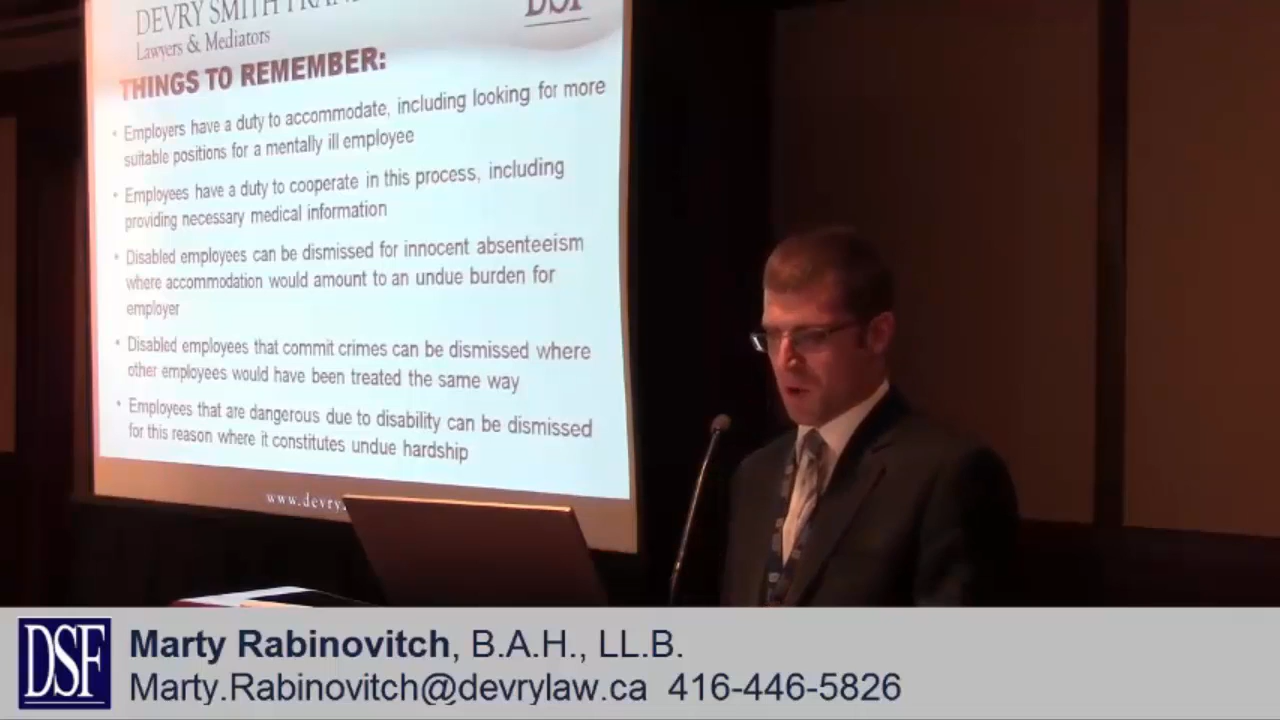 DEVRY SMITH
Lawyers & Mediators
DSF
THINGS TO REMEMBER:
• Employers have a duty to accommodate, including looking for more
suitable positions for a mentally ill employee
• Employees have a duty to cooperate in this process, including
providing necessary medical information
• Disabled employees can be dismissed for innocent absenteeism
where accommodation would amount to an undue burden for
employer
• Disabled employees that commit crimes can be dismissed where
other employees would have been treated the same way
• Employees that are dangerous due to disability can be dismissed
for this reason where it constitutes undue hardship
www.devry
DSF
Marty Rabinovitch, B.A.H., LL.B.
Marty.Rabinovitch@devrylaw.ca 416-446-5826